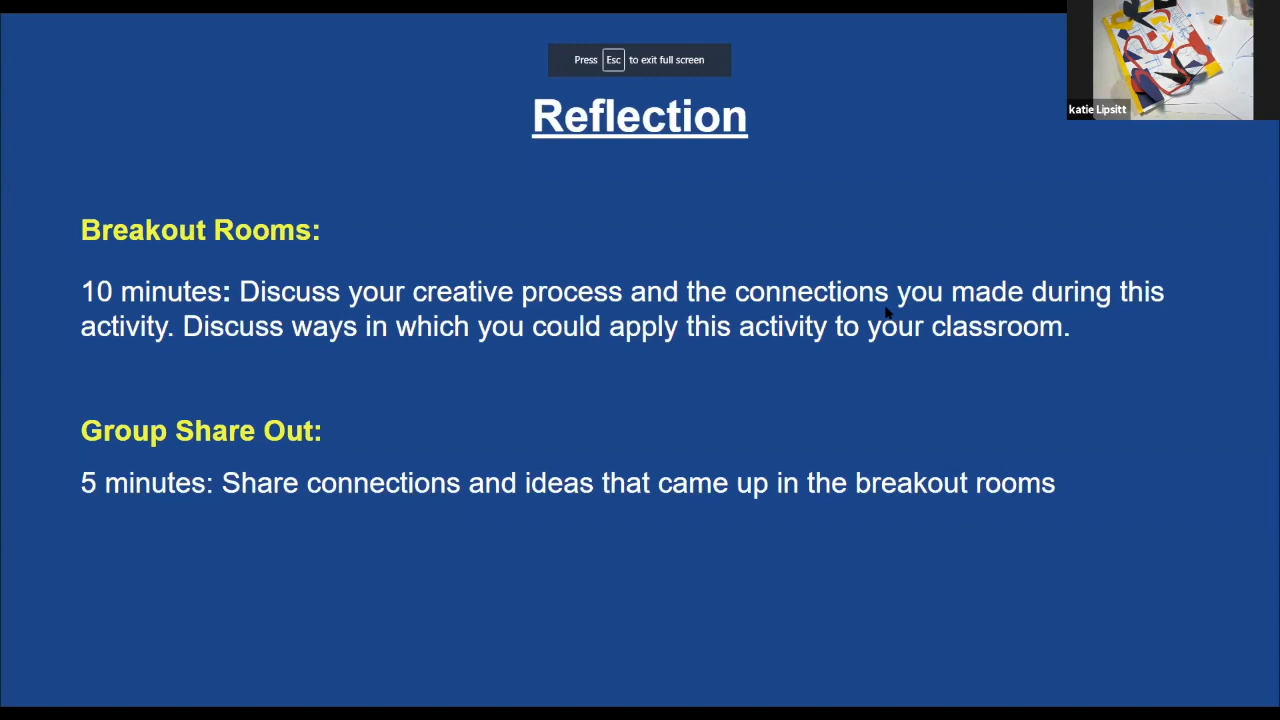 Press Esc to exit full screen
katie Lipsitt
Reflection
Breakout Rooms:
10 minutes: Discuss your creative process and the connections you made during this
activity. Discuss ways in which you could apply this activity to your classroom.
Group Share Out:
5 minutes: Share connections and ideas that came up in the breakout rooms